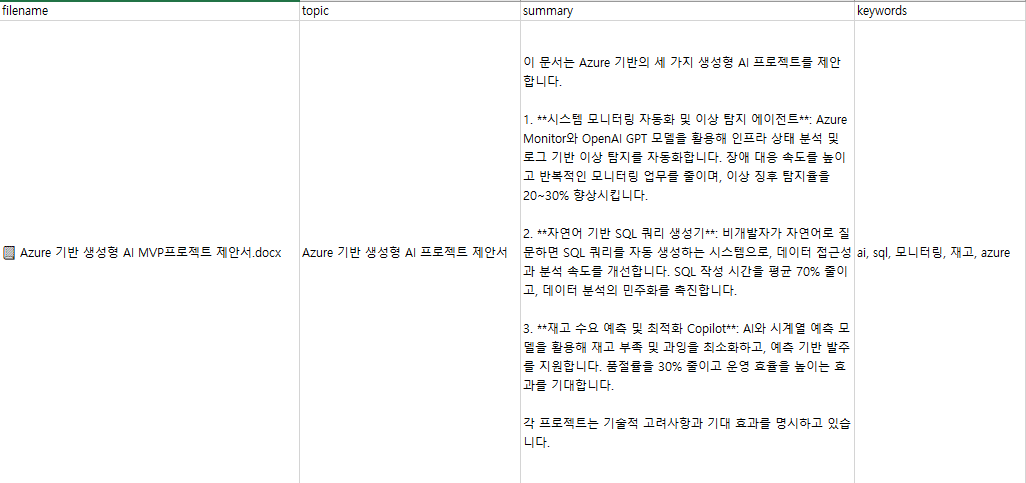 filename topic summary keywords
이 문서는 Azure 기반의 세 가지 생성형 AI 프로젝트를 제안
합니다.
1. **시스템 모니터링 자동화 및 이상 탐지 에이전트**: Azure
Monitor와 OpenAI GPT 모델을 활용해 인프라 상태 분석 및
로그 기반 이상 탐지를 자동화합니다. 장애 대응 속도를 높이
고 반복적인 모니터링 업무를 줄이며, 이상 징후 탐지율을
20~30% 향상시킵니다.
2. **자연어 기반 SQL 쿼리 생성기**: 비개발자가 자연어로 질
문하면 SQL 쿼리를 자동 생성하는 시스템으로, 데이터 접근성
Azure 기반 생성형 AI MVP프로젝트 제안서.docx Azure 기반 생성형 AI 프로젝트 제안서 과 분석 속도를 개선합니다. SQL 작성 시간을 평균 70% 줄이 ai, sql, 모니터링, 재고, azure
고, 데이터 분석의 민주화를 촉진합니다.
3. **재고 수요 예측 및 최적화 Copilot**: AI와 시계열 예측 모
델을 활용해 재고 부족 및 과잉을 최소화하고, 예측 기반 발주
를 지원합니다. 품절률을 30% 줄이고 운영 효율을 높이는 효
과를 기대합니다.
각 프로젝트는 기술적 고려사항과 기대 효과를 명시하고 있습
니다.